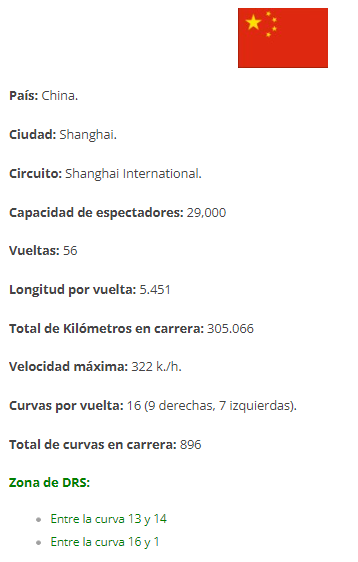 País: China.
Ciudad: Shanghai.
Circuito: Shanghai International.
Capacidad de espectadores: 29,000
Vueltas: 56
Longitud por vuelta: 5.451
Total de Kilómetros en carrera: 305.066
Velocidad máxima: 322 k./h.
Curvas por vuelta: 16 (9 derechas, 7 izquierdas).
Total de curvas en carrera: 896
Zona de DRS:
Entre la curva 13 y 14
Entre la curva 16 y 1